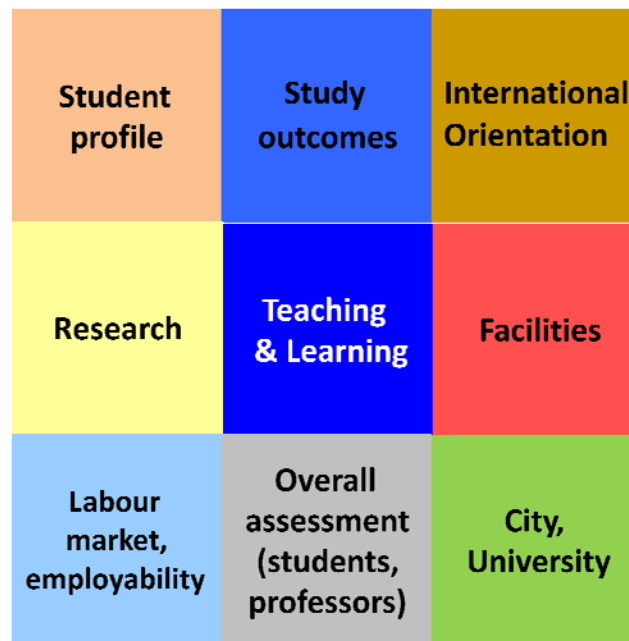 Student
profile
Study
outcomes
International
Orientation
Research
Teaching
& Learning
Facilities
Labour
market,
employability
Overall
assessment
(students,
professors)
City,
University